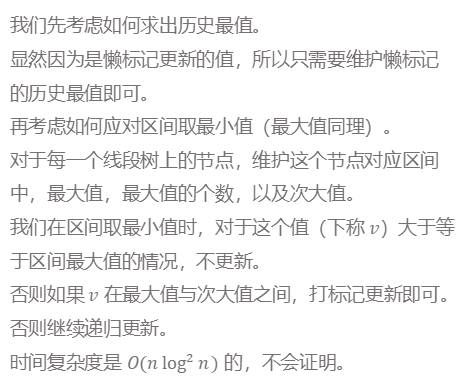 我们先考虑如何求出历史最值。
显然因为是懒标记更新的值，所以只需要维护懒标记
的历史最值即可。
再考虑如何应对区间取最小值（最大值同理）。
对于每一个线段树上的节点，维护这个节点对应区间
中，最大值，最大值的个数，以及次大值。
我们在区间取最小值时，对于这个值（下称 v）大于等
于区间最大值的情况，不更新。
否则如果 v 在最大值与次大值之间，打标记更新即可。
否则继续递归更新。
时间复杂度是 O(n log² n) 的，不会证明。